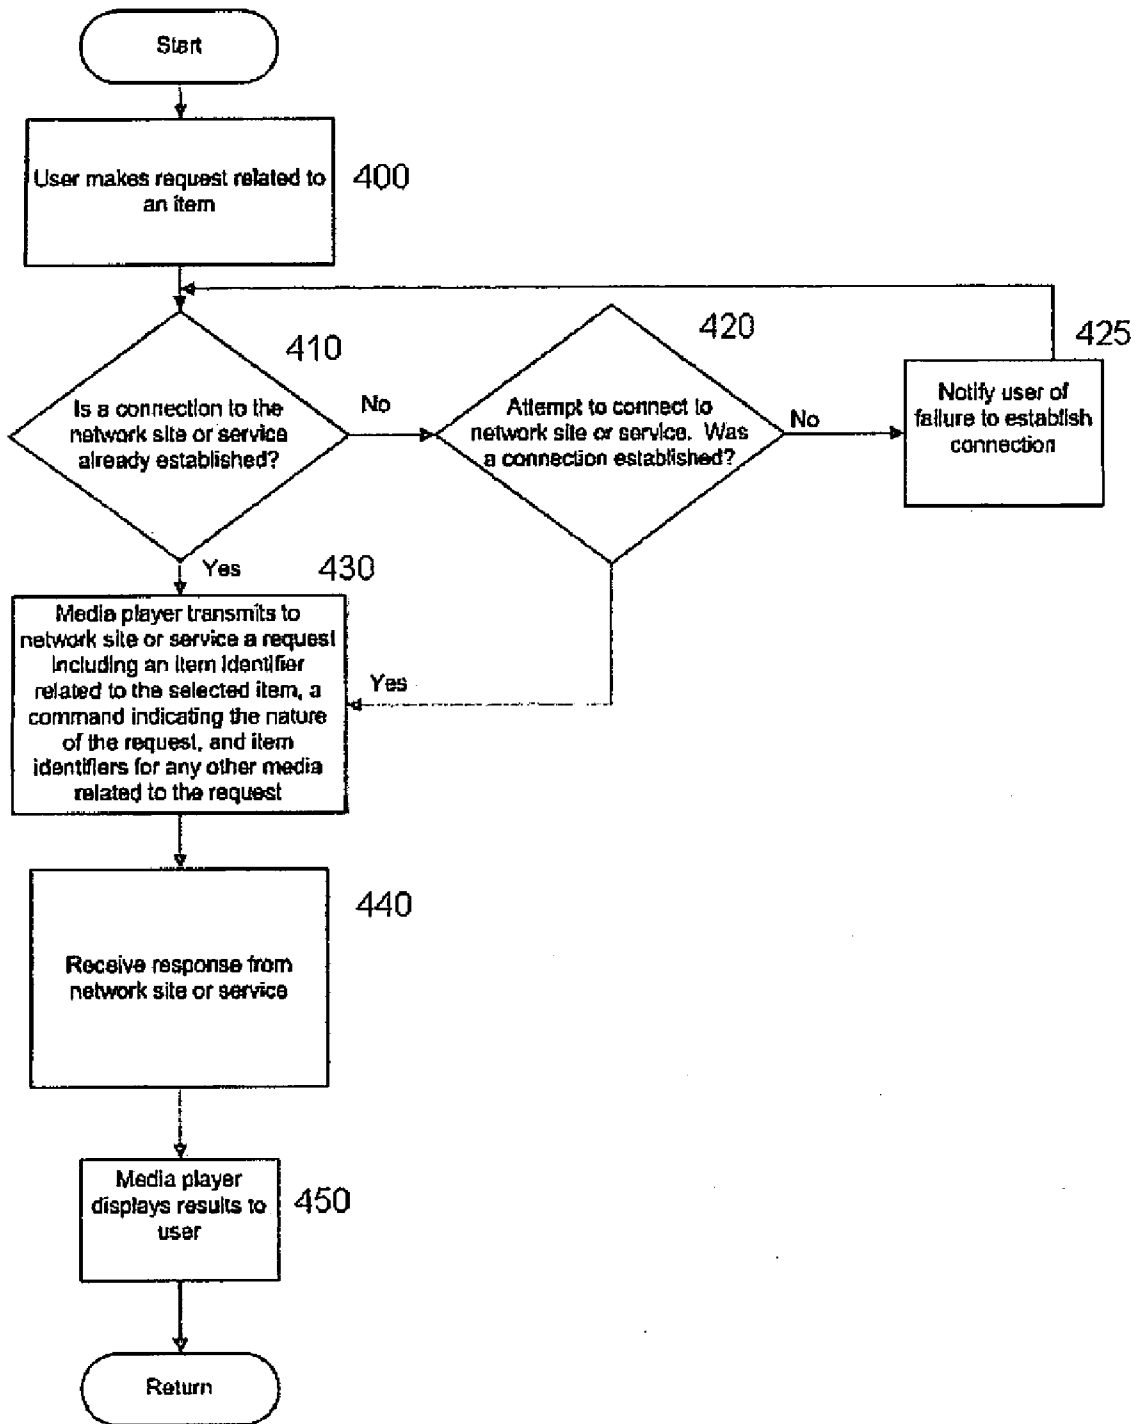 Start
User makes request related to
an item
400
410
Is a connection to the
network site or service
already established?
No
420
Attempt to connect to
network site or service. Was
a connection established?
No
425
Notify user of
failure to establish
connection
Yes
430
Media player transmits to
network site or service a request
including an item identifier
related to the selected item, a
command indicating the nature
of the request, and item
identifiers for any other media
related to the request
Yes
440
Receive response from
network site or service
Media player
displays results to
user
450
Return